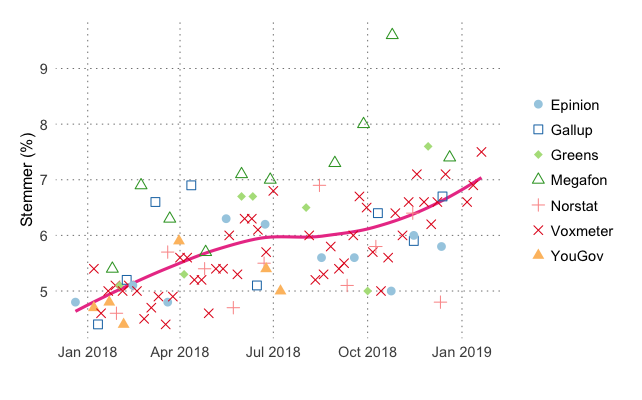 Stemmer (%)
9
8
7
6
5
Jan 2018 Apr 2018 Jul 2018 Oct 2018 Jan 2019
Epinion
Gallup
Greens
Megafon
Norstat
Voxmeter
YouGov